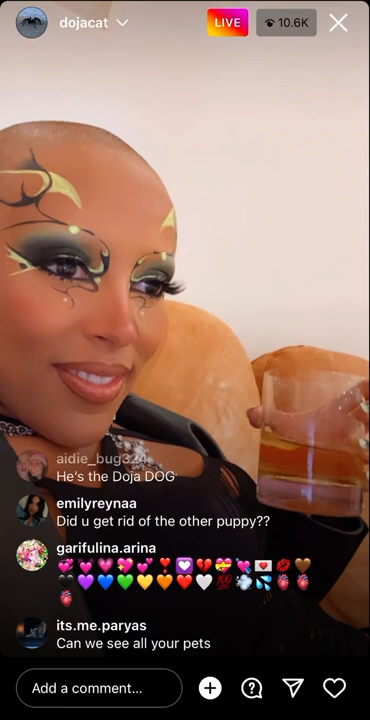 dojacat
LIVE
10.6K
aidie_bug324
He's the Doja DOG
emilyreynaa
Did u get rid of the other puppy??
garifulina.arina
💯
its.me.paryas
Can we see all your pets
Add a comment...